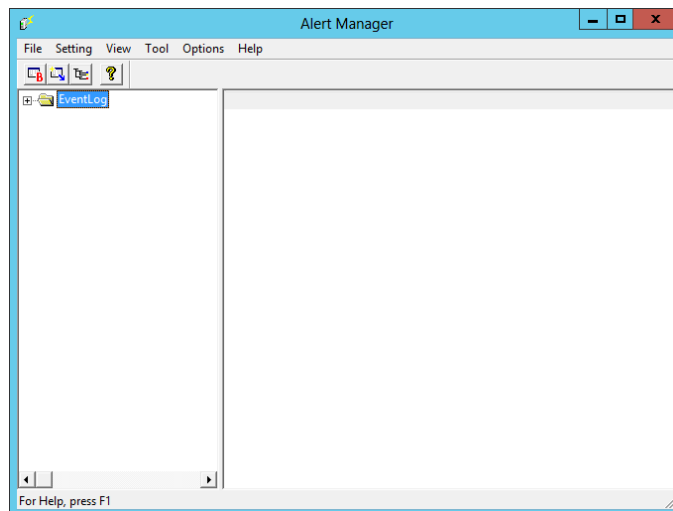 Alert Manager
File Setting View Tool Options Help
EventLog
For Help, press F1